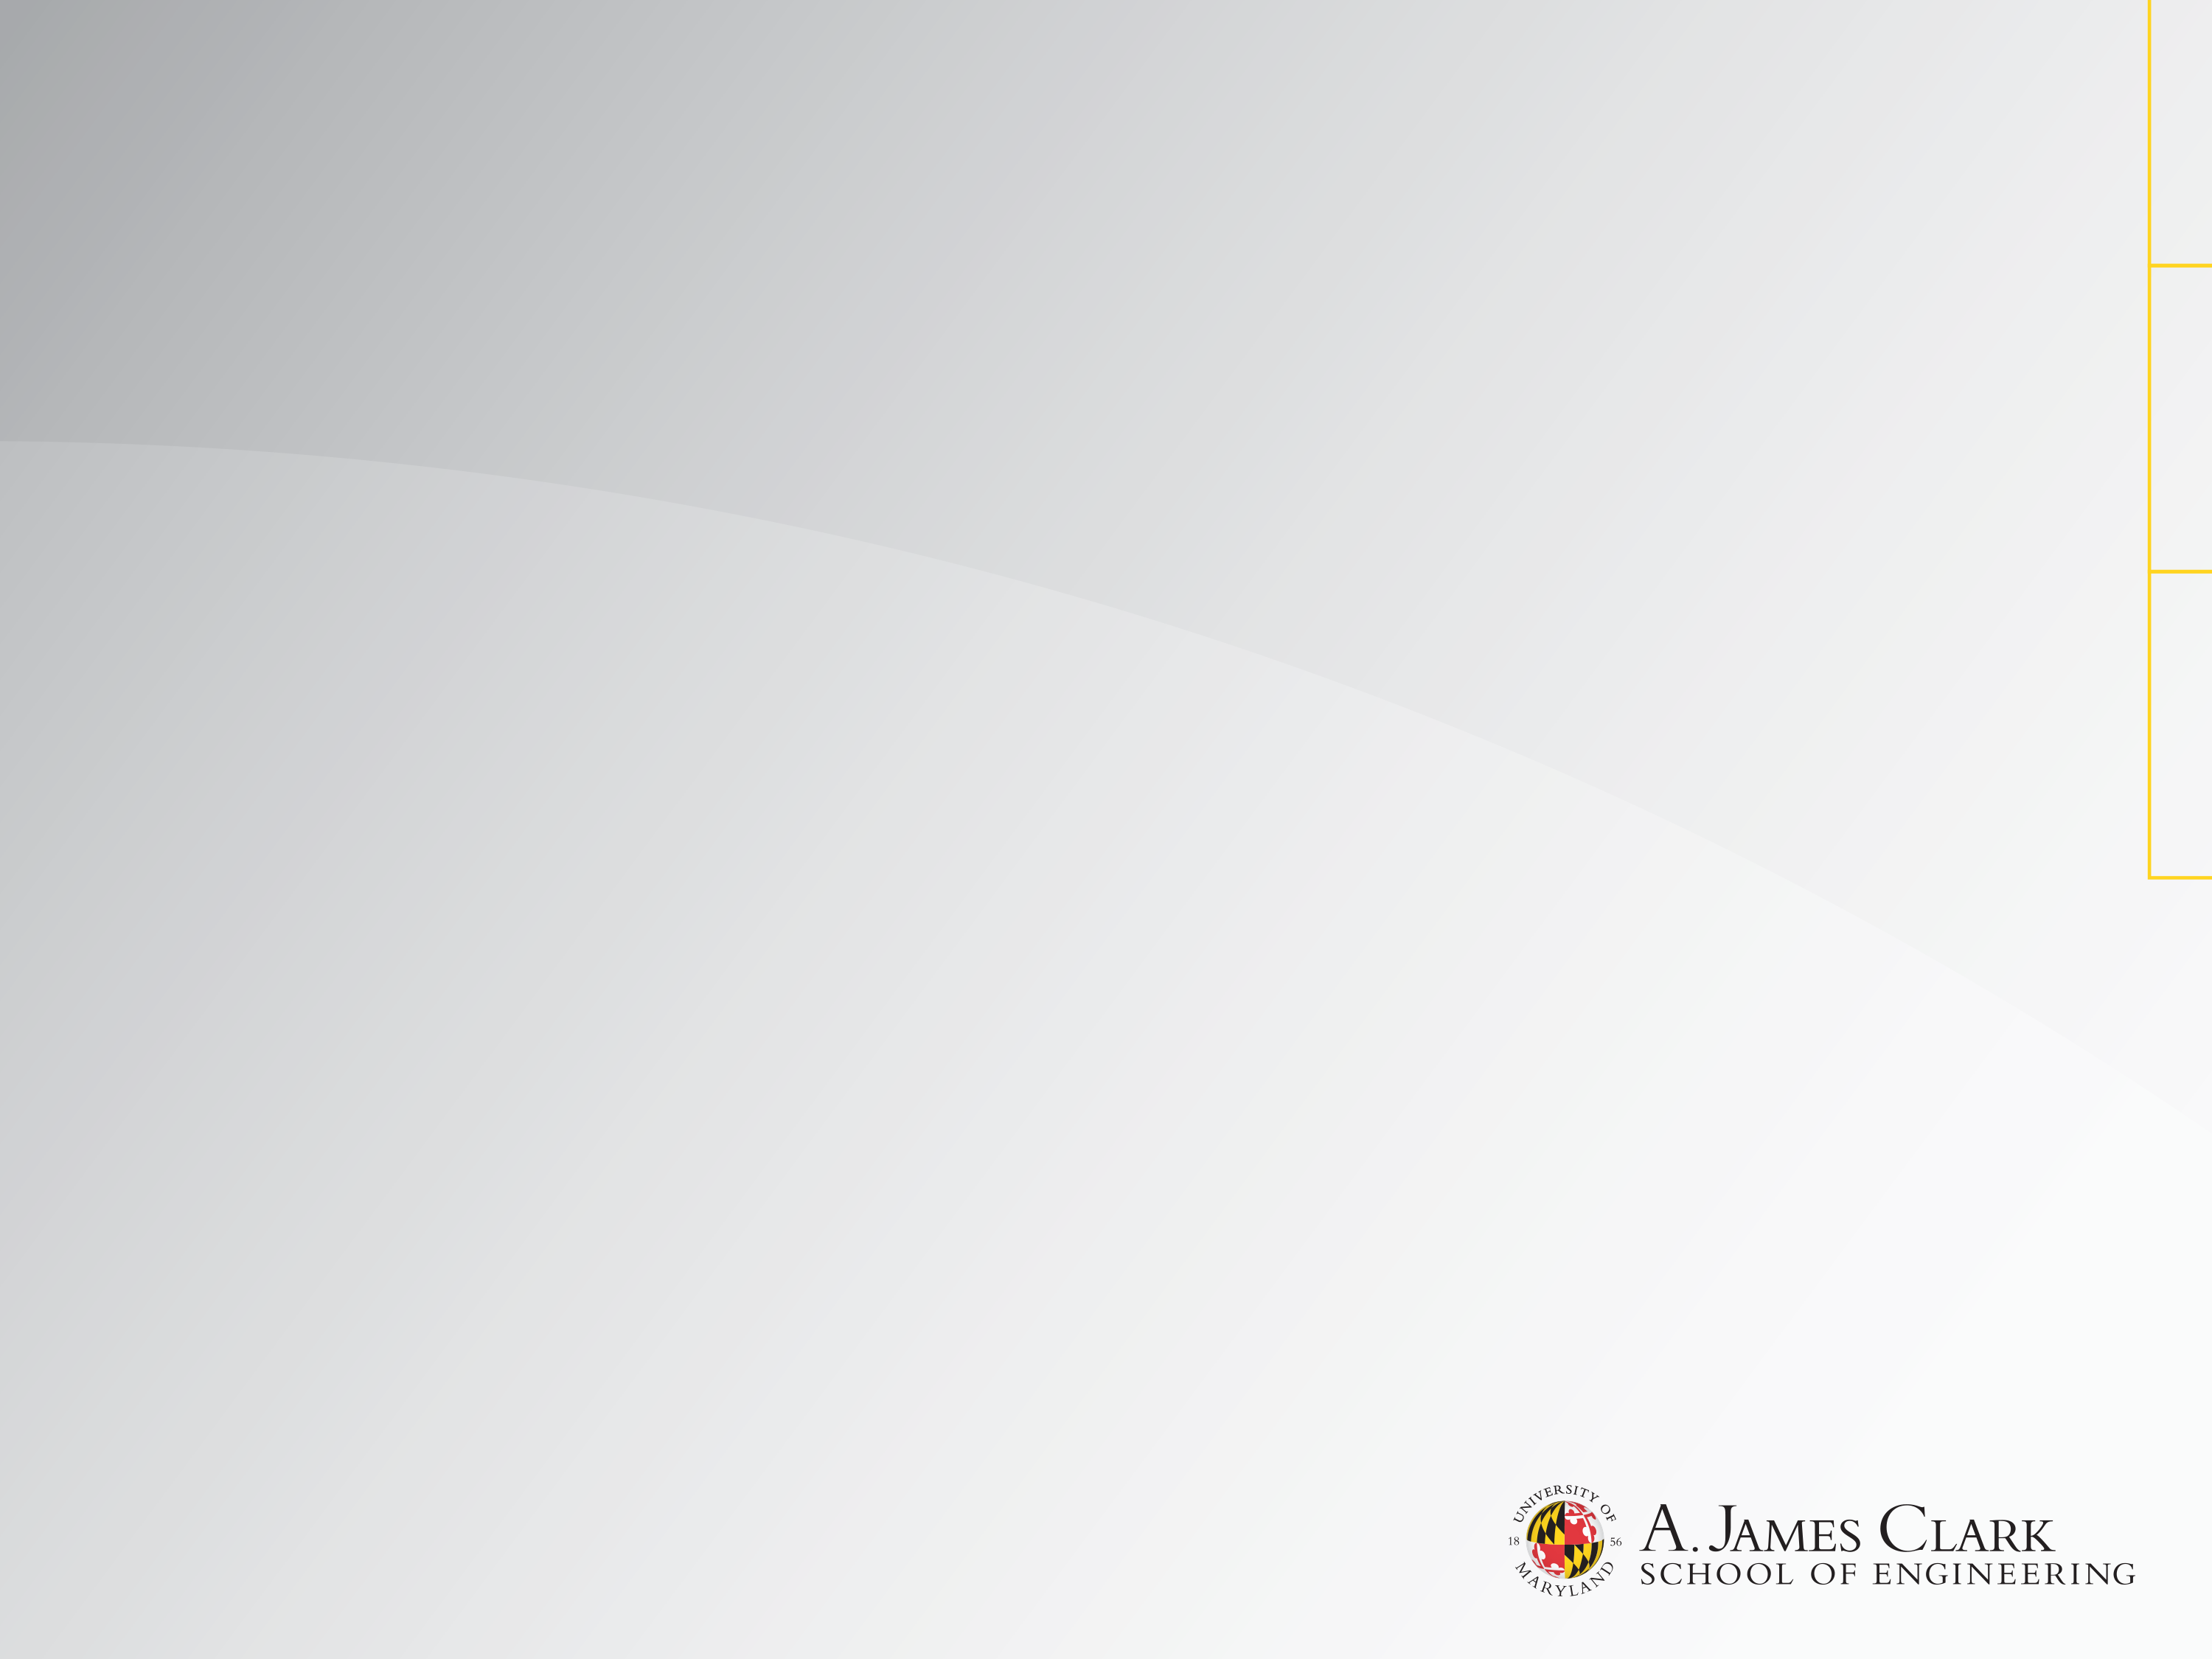 UNIVERSITY OF
18 56
MARYLAND
A. JAMES CLARK
SCHOOL OF ENGINEERING